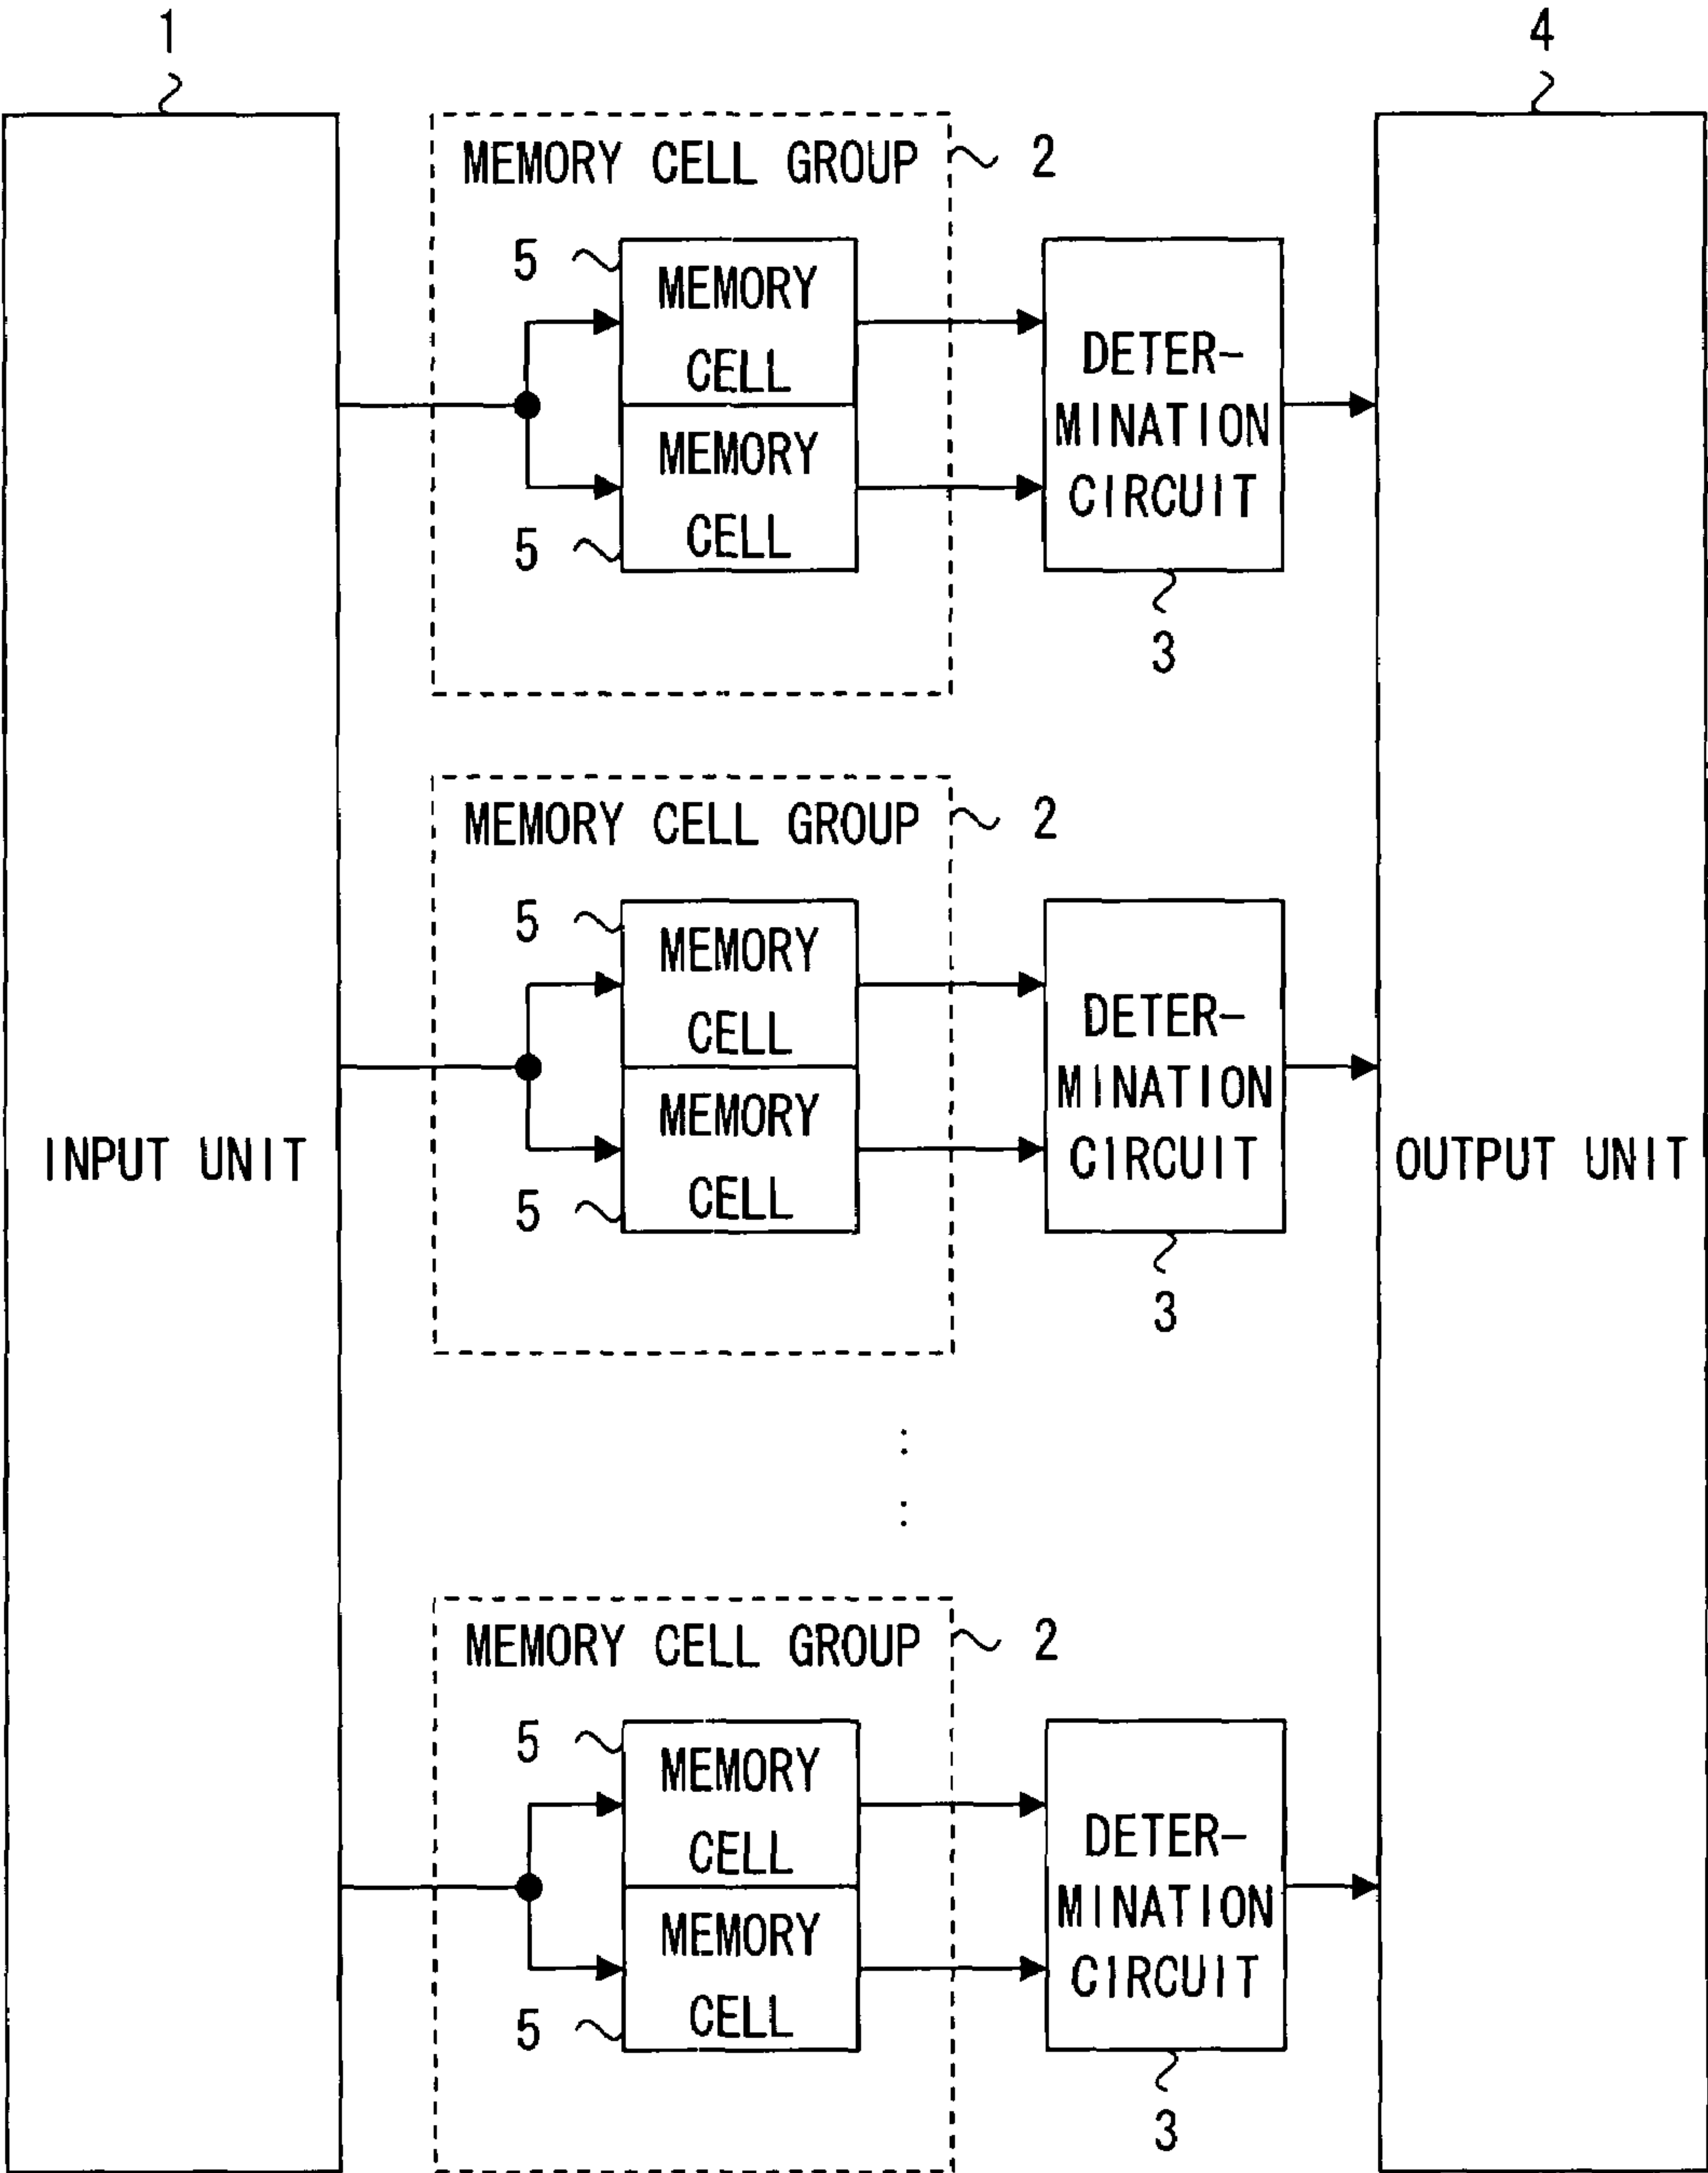 1
4
MEMORY CELL GROUP
2
5
MEMORY
CELL
MEMORY
CELL
5
DETER-
MINATION
CIRCUIT
3
MEMORY CELL GROUP
2
5
MEMORY
CELL
MEMORY
CELL
5
DETER-
MINATION
CIRCUIT
3
INPUT UNIT
OUTPUT UNIT
MEMORY CELL GROUP
2
5
MEMORY
CELL
MEMORY
CELL
5
DETER-
MINATION
CIRCUIT
3